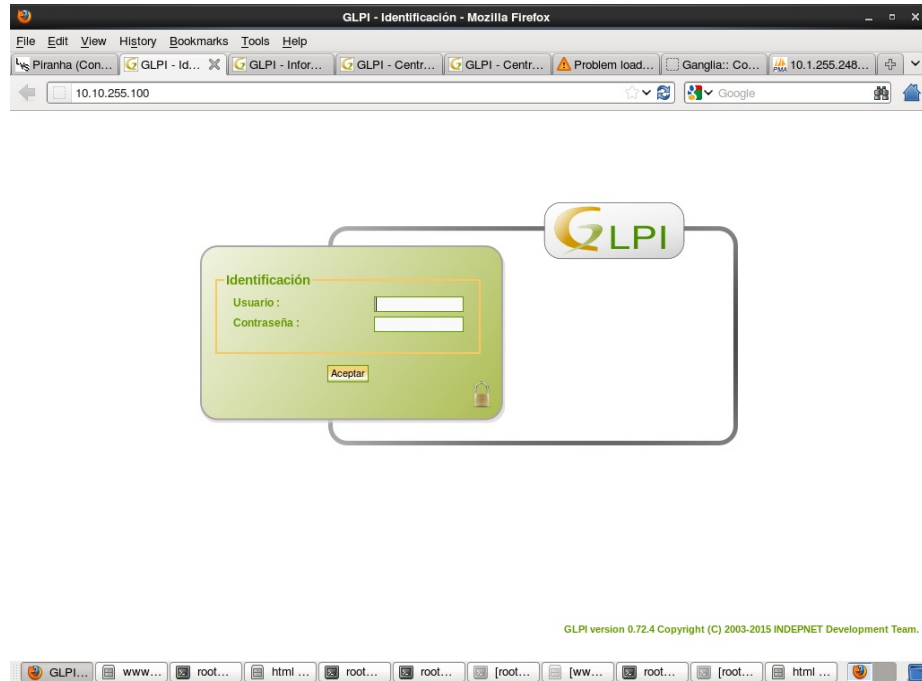 GLPI - Identificación - Mozilla Firefox
File Edit View History Bookmarks Tools Help
Piranha (Con... GLPI - Id... GLPI - Infor... GLPI - Centr... GLPI - Centr... Problem load... Ganglia:: Co... 10.1.255.248...
10.10.255.100 Google
GLPI
Identificación
Usuario :
Contraseña :
Aceptar
GLPI version 0.72.4 Copyright (C) 2003-2015 INDEPNET Development Team.
GLPI... www... root... html ... root... root... [root... [ww... root... [root... html ...